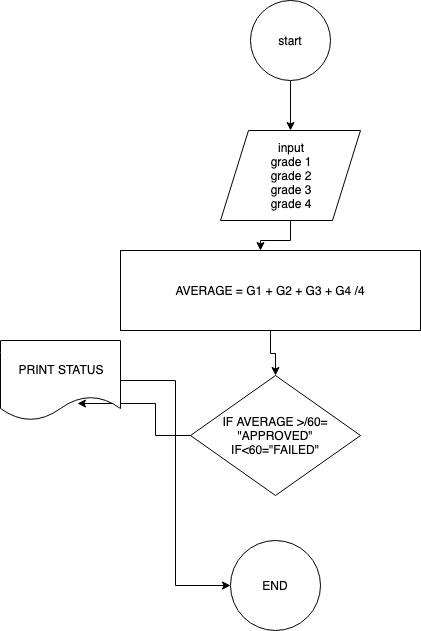 start
input
grade 1
grade 2
grade 3
grade 4
AVERAGE = G1 + G2 + G3 + G4 /4
PRINT STATUS
IF AVERAGE >/60=
"APPROVED"
IF<60="FAILED"
END